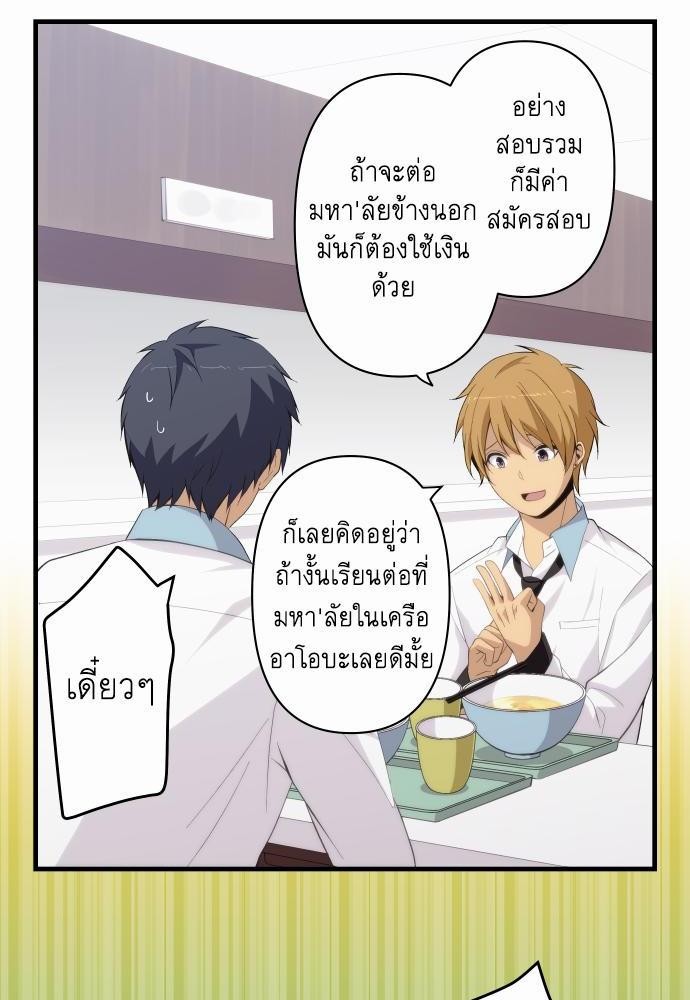 อย่าง
สอบรวม
ก็มีค่า
สมัครสอบ
ถ้าจะต่อ
มหา'ลัยข้างนอก
มันก็ต้องใช้เงิน
ด้วย
ก็เลยคิดอยู่ว่า
ถ้างั้นเรียนต่อที่
มหา'ลัยในเครือ
อาโอบะเลยดีมั้ย
เดี๋ยวๆ